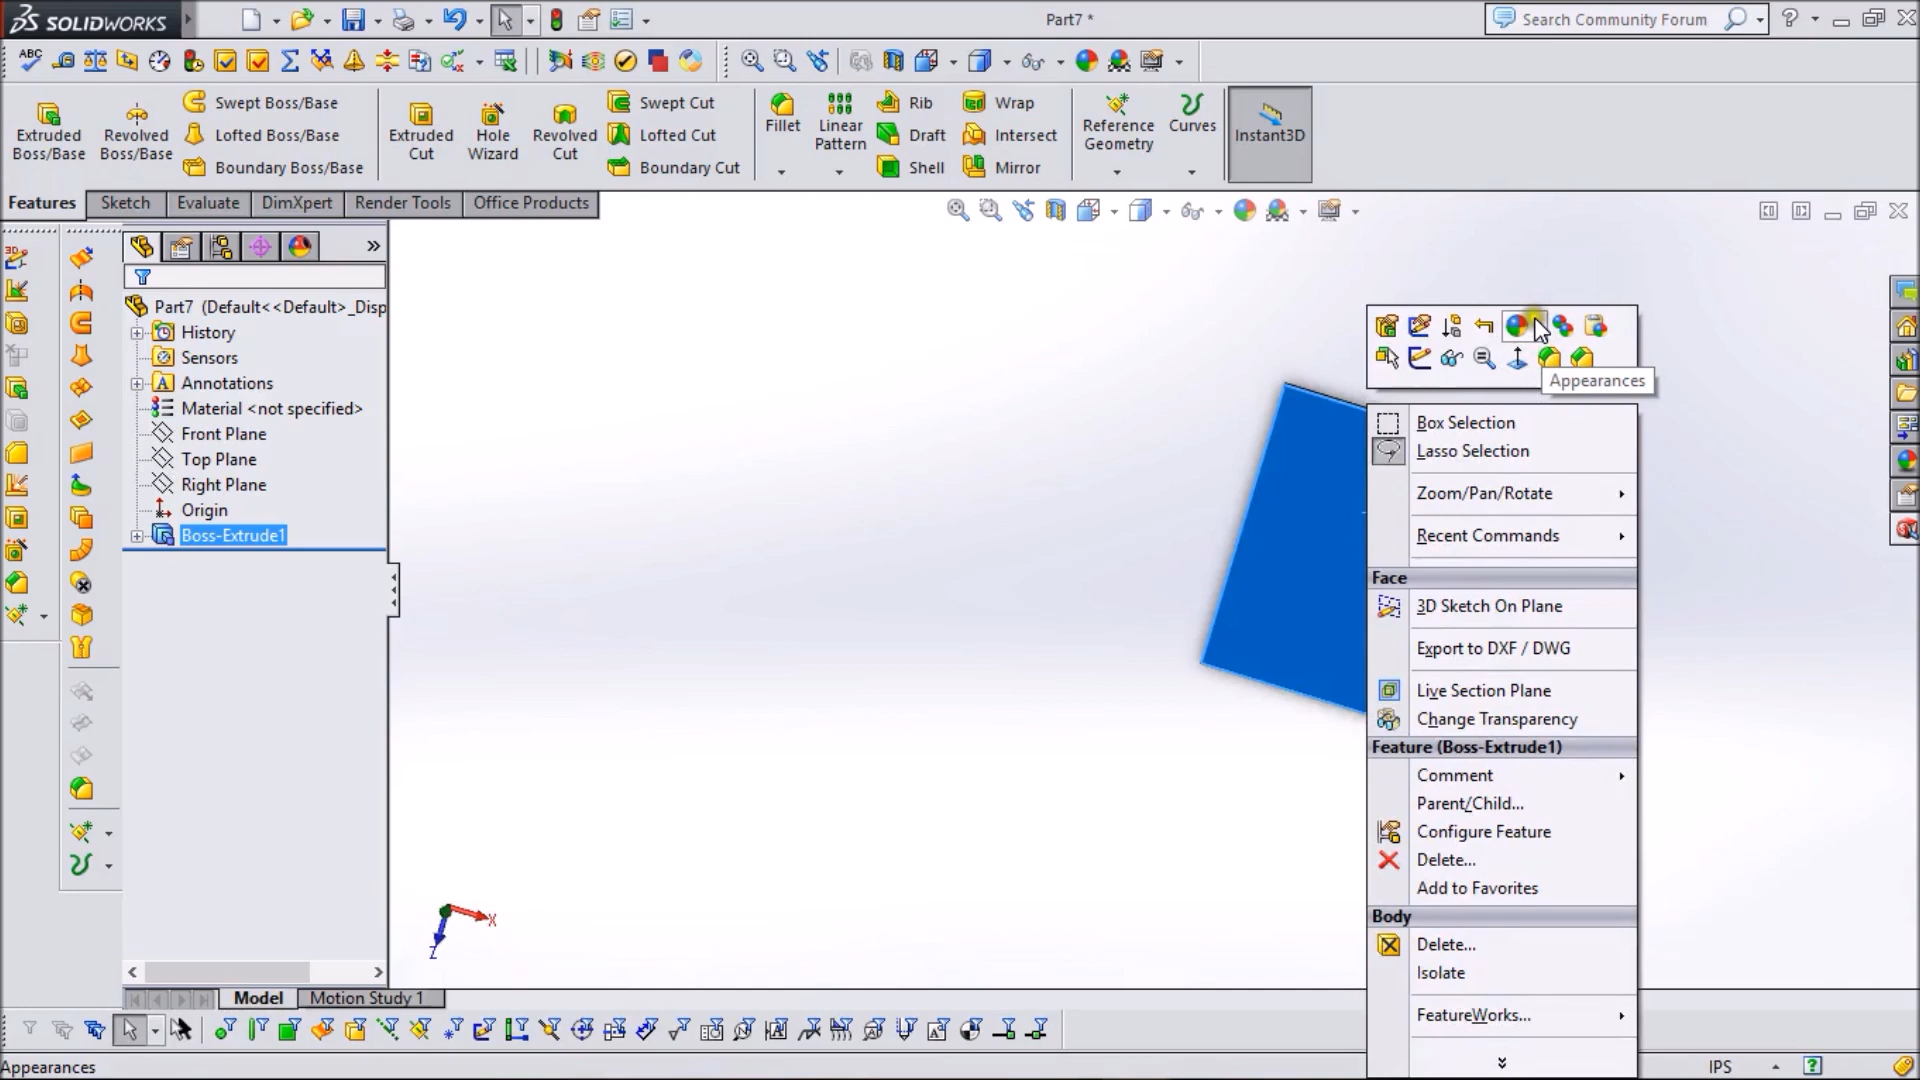 SOLIDWORKS
Part7 *
Search Community Forum
ABC
Extruded Boss/Base
Revolved Boss/Base
Swept Boss/Base
Lofted Boss/Base
Boundary Boss/Base
Extruded Cut
Hole Wizard
Revolved Cut
Swept Cut
Lofted Cut
Boundary Cut
Fillet
Linear Pattern
Rib
Draft
Shell
Wrap
Intersect
Mirror
Reference Geometry
Curves
Instant3D
Features
Sketch
Evaluate
DimXpert
Render Tools
Office Products
Part7 (Default<<Default>_Disp
History
Sensors
Annotations
Material <not specified>
Front Plane
Top Plane
Right Plane
Origin
Boss-Extrude1
Appearances
Box Selection
Lasso Selection
Zoom/Pan/Rotate
Recent Commands
Face
3D Sketch On Plane
Export to DXF / DWG
Live Section Plane
Change Transparency
Feature (Boss-Extrude1)
Comment
Parent/Child...
Configure Feature
Delete...
Add to Favorites
Body
Delete...
Isolate
FeatureWorks...
X
Z
Model
Motion Study 1
Appearances
IPS